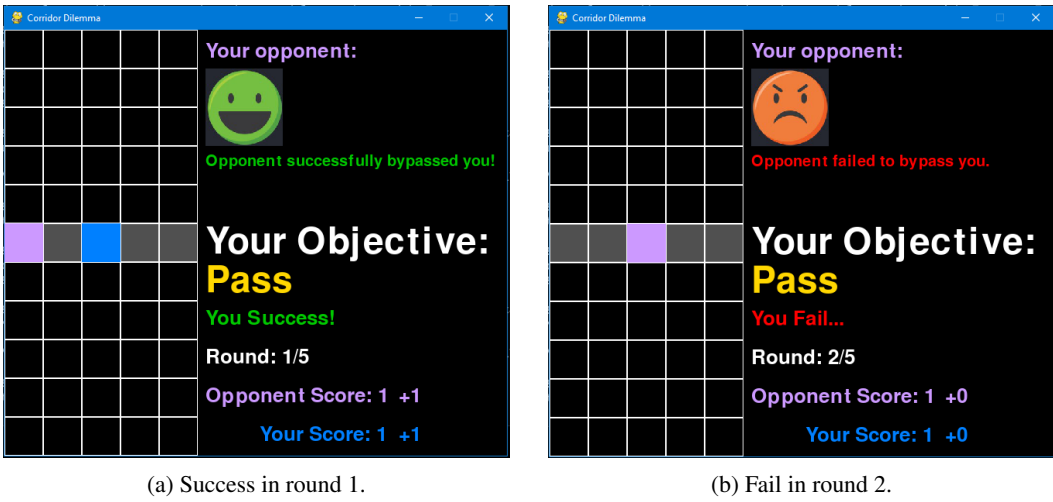 Corridor Dilemma
Your opponent:
Opponent successfully bypassed you!
Your Objective:
Pass
You Success!
Round: 1/5
Opponent Score: 1 +1
Your Score: 1 +1
(a) Success in round 1.
Corridor Dilemma
Your opponent:
Opponent failed to bypass you.
Your Objective:
Pass
You Fail...
Round: 2/5
Opponent Score: 1 +0
Your Score: 1 +0
(b) Fail in round 2.